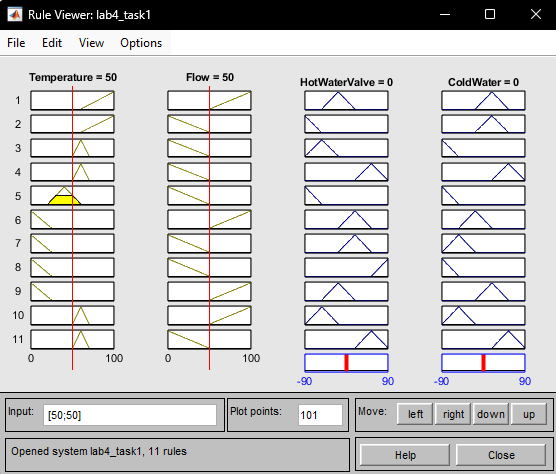 Rule Viewer: lab4_task1
File Edit View Options
Temperature = 50 Flow = 50 HotWaterValve = 0 ColdWater = 0
1
2
3
4
5
6
7
8
9
10
11
0 100 0 100 -90 90 -90 90
Input: [50;50] Plot points: 101 Move: left right down up
Opened system lab4_task1, 11 rules Help Close